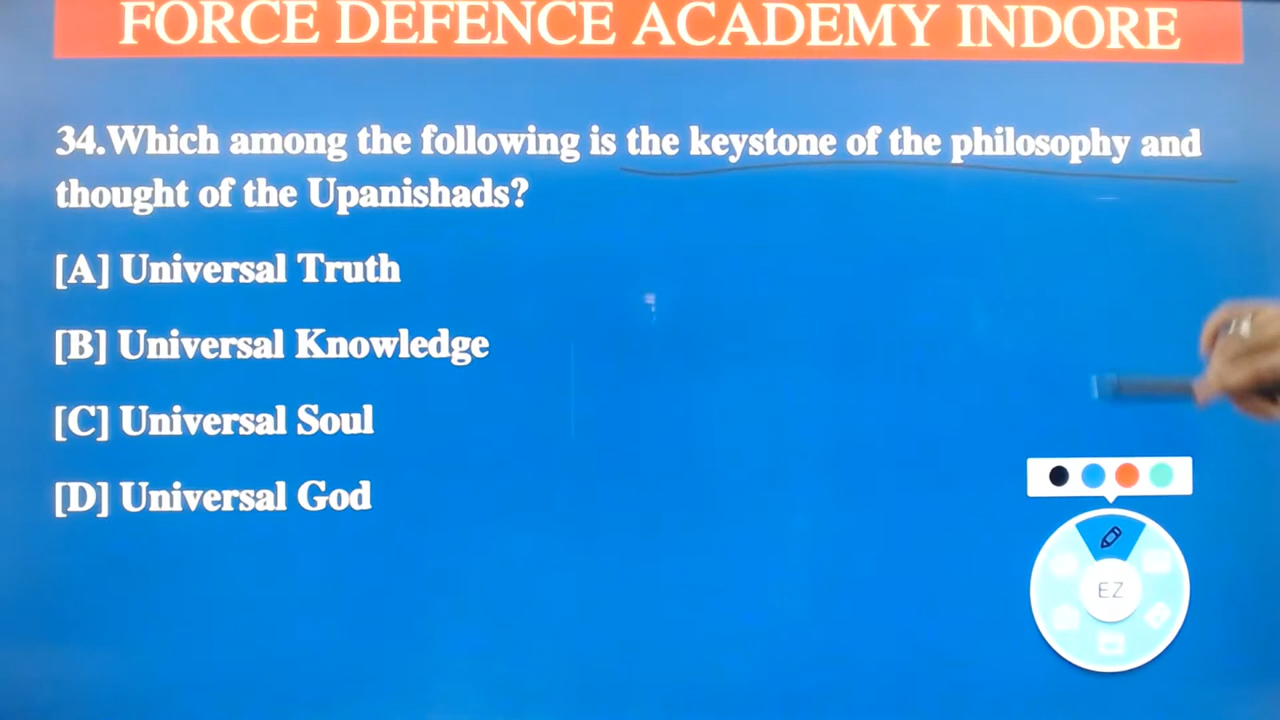 FORCE DEFENCE ACADEMY INDORE
34.Which among the following is the keystone of the philosophy and
thought of the Upanishads?
[A] Universal Truth
[B] Universal Knowledge
[C] Universal Soul
[D] Universal God
EZ